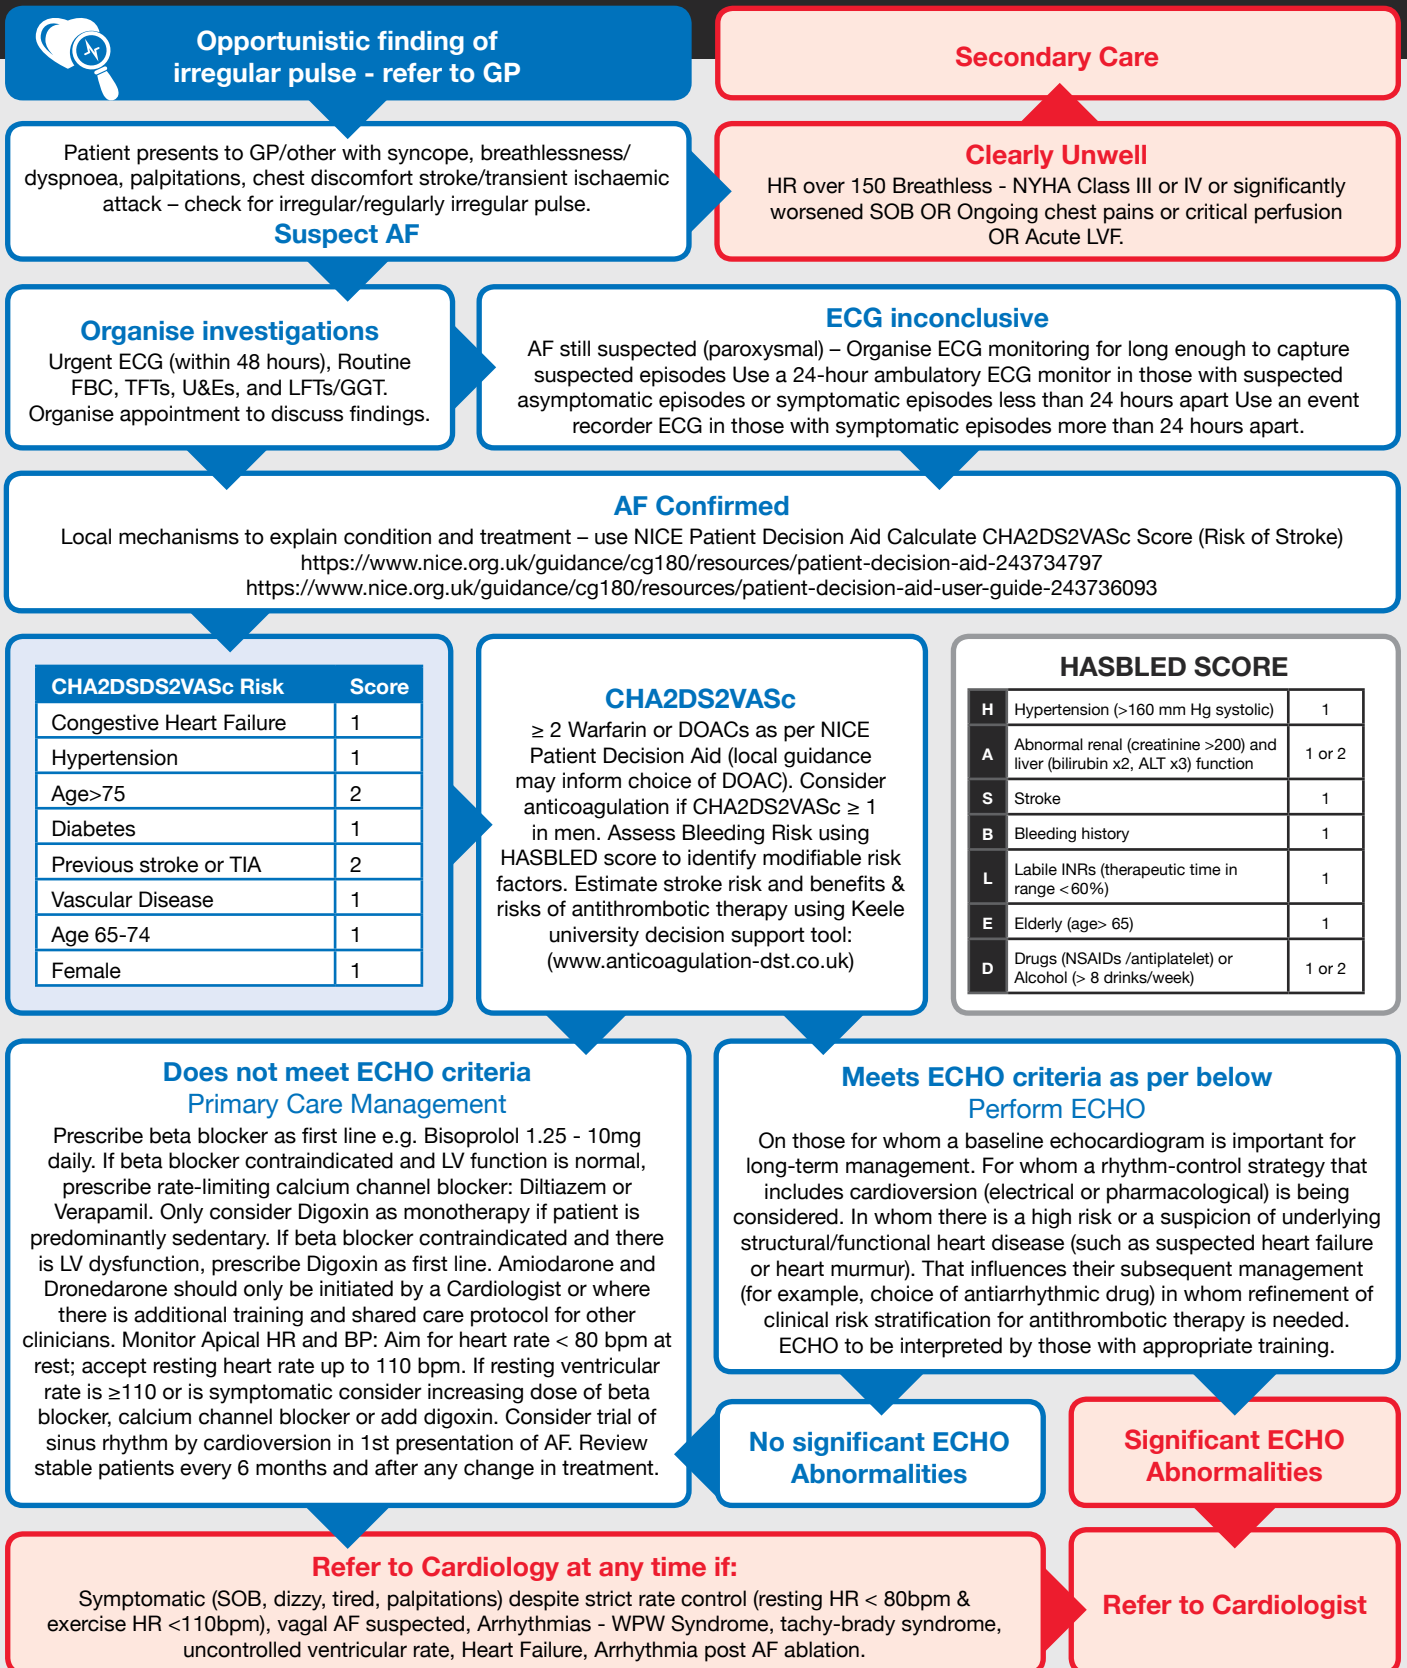 Opportunistic finding of
irregular pulse - refer to GP
Secondary Care
Patient presents to GP/other with syncope, breathlessness/
dyspnoea, palpitations, chest discomfort stroke/transient ischaemic
attack – check for irregular/regularly irregular pulse.
Suspect AF
Clearly Unwell
HR over 150 Breathless - NYHA Class III or IV or significantly
worsened SOB OR Ongoing chest pains or critical perfusion
OR Acute LVF.
Organise investigations
Urgent ECG (within 48 hours), Routine
FBC, TFTs, U&Es, and LFTs/GGT.
Organise appointment to discuss findings.
ECG inconclusive
AF still suspected (paroxysmal) – Organise ECG monitoring for long enough to capture
suspected episodes Use a 24-hour ambulatory ECG monitor in those with suspected
asymptomatic episodes or symptomatic episodes less than 24 hours apart Use an event
recorder ECG in those with symptomatic episodes more than 24 hours apart.
AF Confirmed
Local mechanisms to explain condition and treatment – use NICE Patient Decision Aid Calculate CHA2DS2VASc Score (Risk of Stroke)
https://www.nice.org.uk/guidance/cg180/resources/patient-decision-aid-243734797
https://www.nice.org.uk/guidance/cg180/resources/patient-decision-aid-user-guide-243736093
CHA2DSDS2VASc Risk Score
Congestive Heart Failure 1
Hypertension 1
Age>75 2
Diabetes 1
Previous stroke or TIA 2
Vascular Disease 1
Age 65-74 1
Female 1
CHA2DS2VASc
≥ 2 Warfarin or DOACs as per NICE
Patient Decision Aid (local guidance
may inform choice of DOAC). Consider
anticoagulation if CHA2DS2VASc ≥ 1
in men. Assess Bleeding Risk using
HASBLED score to identify modifiable risk
factors. Estimate stroke risk and benefits &
risks of antithrombotic therapy using Keele
university decision support tool:
(www.anticoagulation-dst.co.uk)
HASBLED SCORE
H Hypertension (>160 mm Hg systolic) 1
A Abnormal renal (creatinine >200) and
liver (bilirubin x2, ALT x3) function 1 or 2
S Stroke 1
B Bleeding history 1
L Labile INRs (therapeutic time in
range <60%) 1
E Elderly (age> 65) 1
D Drugs (NSAIDs /antiplatelet) or
Alcohol (> 8 drinks/week) 1 or 2
Does not meet ECHO criteria
Primary Care Management
Prescribe beta blocker as first line e.g. Bisoprolol 1.25 - 10mg
daily. If beta blocker contraindicated and LV function is normal,
prescribe rate-limiting calcium channel blocker: Diltiazem or
Verapamil. Only consider Digoxin as monotherapy if patient is
predominantly sedentary. If beta blocker contraindicated and there
is LV dysfunction, prescribe Digoxin as first line. Amiodarone and
Dronedarone should only be initiated by a Cardiologist or where
there is additional training and shared care protocol for other
clinicians. Monitor Apical HR and BP: Aim for heart rate < 80 bpm at
rest; accept resting heart rate up to 110 bpm. If resting ventricular
rate is ≥110 or is symptomatic consider increasing dose of beta
blocker, calcium channel blocker or add digoxin. Consider trial of
sinus rhythm by cardioversion in 1st presentation of AF. Review
stable patients every 6 months and after any change in treatment.
Meets ECHO criteria as per below
Perform ECHO
On those for whom a baseline echocardiogram is important for
long-term management. For whom a rhythm-control strategy that
includes cardioversion (electrical or pharmacological) is being
considered. In whom there is a high risk or a suspicion of underlying
structural/functional heart disease (such as suspected heart failure
or heart murmur). That influences their subsequent management
(for example, choice of antiarrhythmic drug) in whom refinement of
clinical risk stratification for antithrombotic therapy is needed.
ECHO to be interpreted by those with appropriate training.
No significant ECHO
Abnormalities
Significant ECHO
Abnormalities
Refer to Cardiology at any time if:
Symptomatic (SOB, dizzy, tired, palpitations) despite strict rate control (resting HR < 80bpm &
exercise HR <110bpm), vagal AF suspected, Arrhythmias - WPW Syndrome, tachy-brady syndrome,
uncontrolled ventricular rate, Heart Failure, Arrhythmia post AF ablation.
Refer to Cardiologist